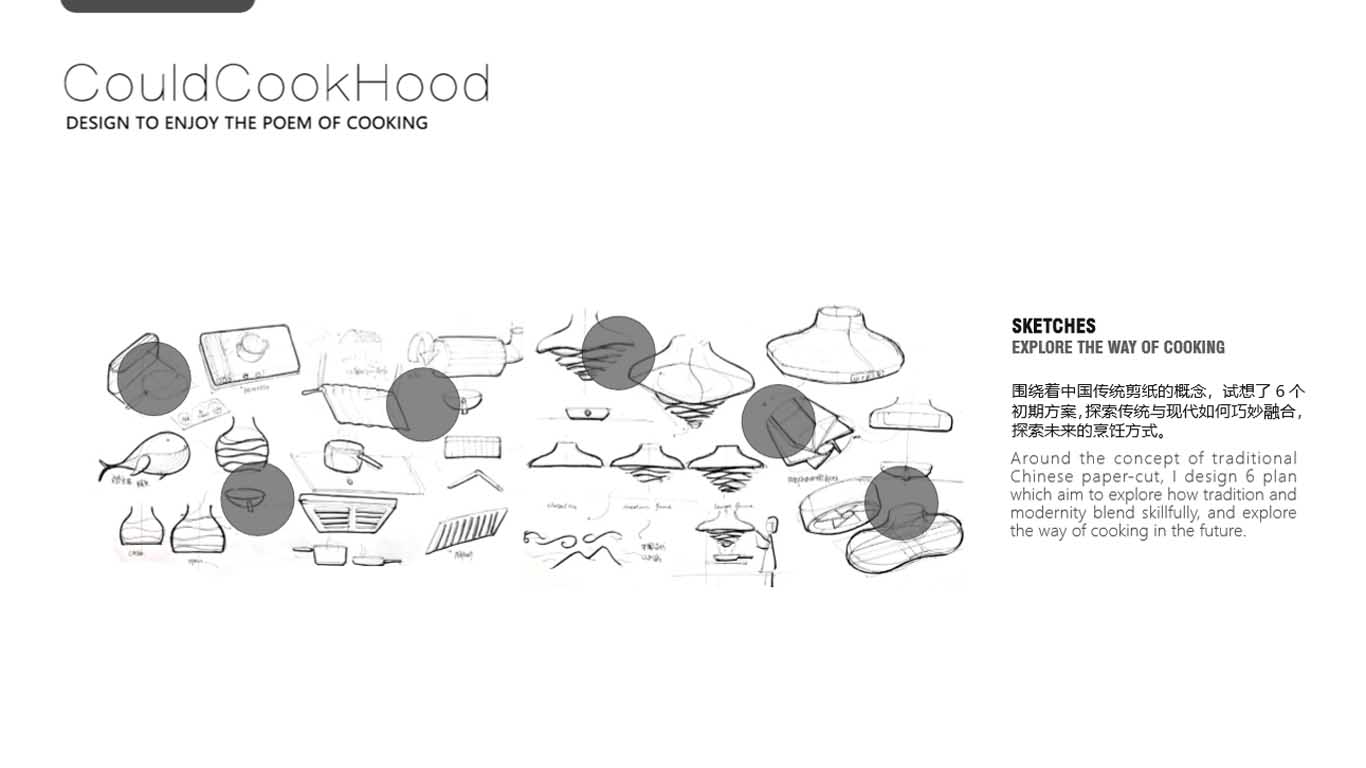 CouldCookHood
DESIGN TO ENJOY THE POEM OF COOKING
SKETCHES
EXPLORE THE WAY OF COOKING
围绕着中国传统剪纸的概念，试想了 6 个
初期方案，探索传统与现代如何巧妙融合，
探索未来的烹饪方式。
Around the concept of traditional
Chinese paper-cut, I design 6 plan
which aim to explore how tradition and
modernity blend skillfully, and explore
the way of cooking in the future.